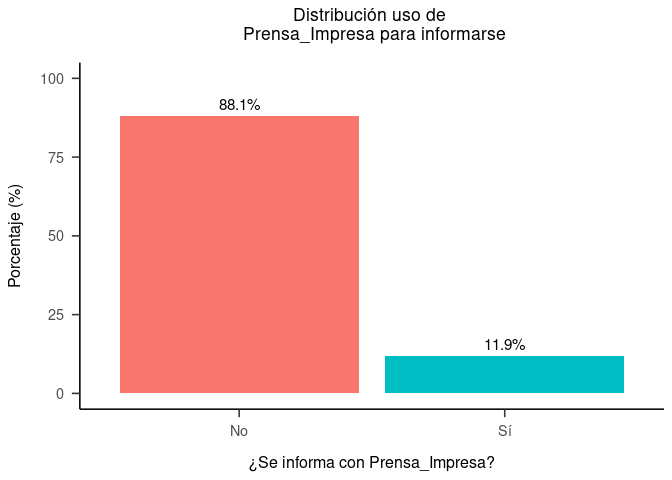 Distribución uso de
Prensa_Impresa para informarse
Porcentaje (%)
100
75
50
25
0
88.1%
11.9%
No
Sí
¿Se informa con Prensa_Impresa?